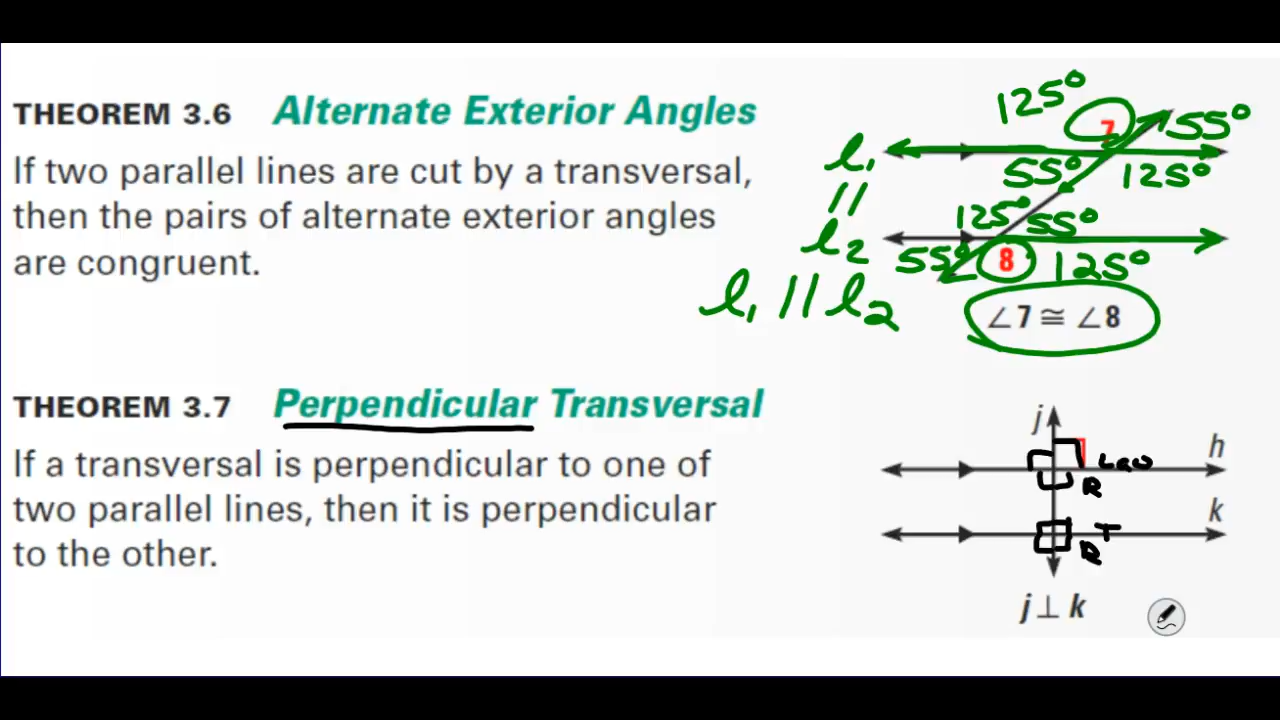 THEOREM 3.6 Alternate Exterior Angles
If two parallel lines are cut by a transversal,
then the pairs of alternate exterior angles
are congruent.
125° 7 55°
l₁ 55° 125°
//
l₂ 125° 55°
55° 8 125°
l₁ // l₂
∠7 ≅ ∠8
THEOREM 3.7 Perpendicular Transversal
If a transversal is perpendicular to one of
two parallel lines, then it is perpendicular
to the other.
j
h
R
k
T
R
j ⊥ k